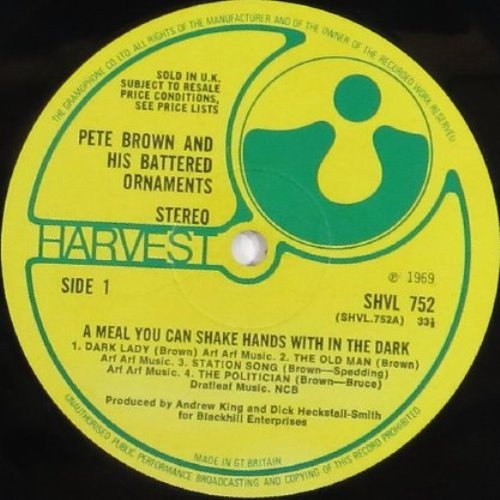 THE GRAMOPHONE CO LTD. ALL RIGHTS OF THE MANUFACTURER AND OF THE OWNER OF THE RECORDED WORK RESERVED
SOLD IN U.K.
SUBJECT TO RESALE
PRICE CONDITIONS,
SEE PRICE LISTS
PETE BROWN AND
HIS BATTERED
ORNAMENTS
STEREO
HARVEST
SIDE 1
℗ 1969
SHVL 752
(SHVL.752A) 33⅓
A MEAL YOU CAN SHAKE HANDS WITH IN THE DARK
1. DARK LADY (Brown) Arf Arf Music. 2. THE OLD MAN (Brown)
Arf Arf Music. 3. STATION SONG (Brown—Spedding)
Arf Arf Music. 4. THE POLITICIAN (Brown—Bruce)
Dratleaf Music. NCB
Produced by Andrew King and Dick Heckstall-Smith
for Blackhill Enterprises
MADE IN GT BRITAIN
UNAUTHORISED PUBLIC PERFORMANCE BROADCASTING AND COPYING OF THIS RECORD PROHIBITED